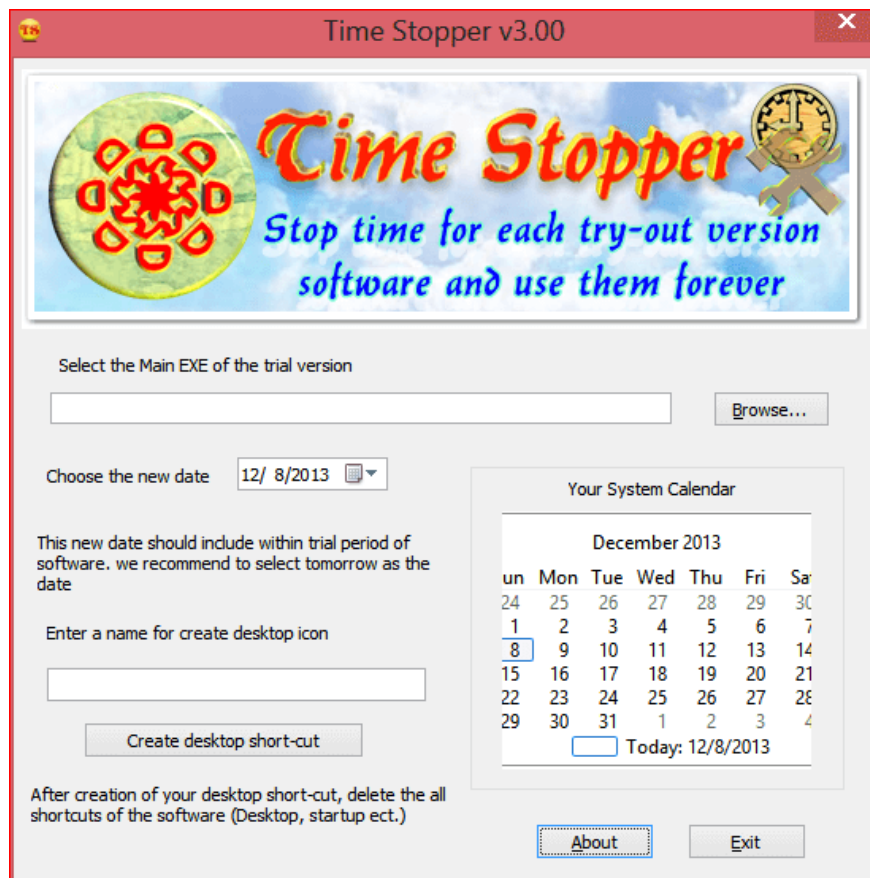 TS
Time Stopper v3.00
Time Stopper
Stop time for each try-out version
software and use them forever
Select the Main EXE of the trial version
Browse...
Choose the new date
12/ 8/2013
This new date should include within trial period of
software. we recommend to select tomorrow as the
date
Enter a name for create desktop icon
Create desktop short-cut
After creation of your desktop short-cut, delete the all
shortcuts of the software (Desktop, startup ect.)
Your System Calendar
December 2013
un Mon Tue Wed Thu Fri Sat
24 25 26 27 28 29 30
1 2 3 4 5 6 7
8 9 10 11 12 13 14
15 16 17 18 19 20 21
22 23 24 25 26 27 28
29 30 31 1 2 3 4
Today: 12/8/2013
About
Exit